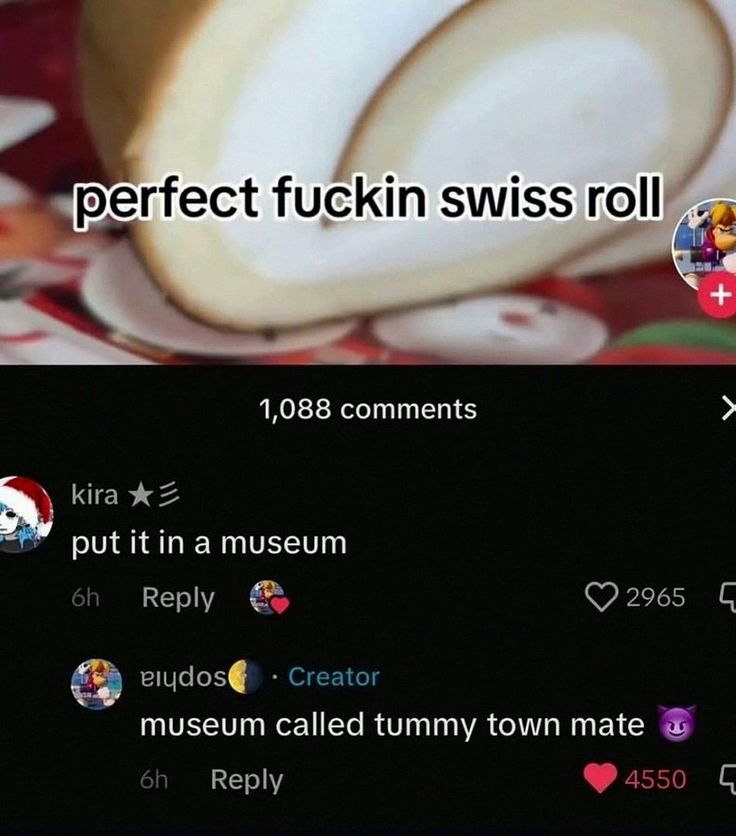 perfect fuckin swiss roll
1,088 comments
kira ★彡
put it in a museum
6h Reply
2965
ɐıɥdos🌗 · Creator
museum called tummy town mate 😈
6h Reply
4550